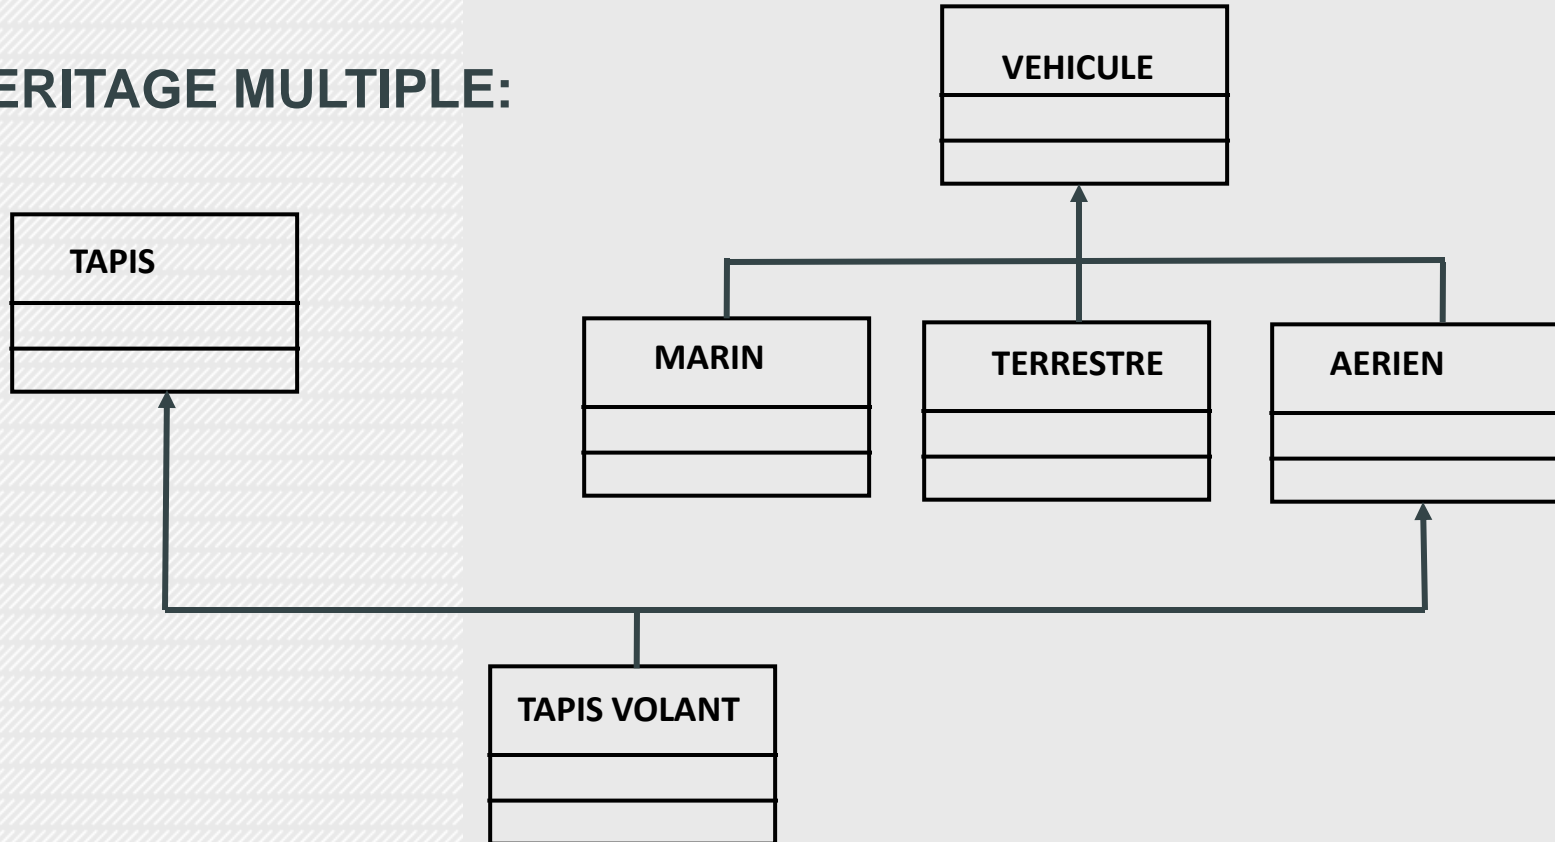 ERITAGE MULTIPLE:
VEHICULE
TAPIS
MARIN
TERRESTRE
AERIEN
TAPIS VOLANT